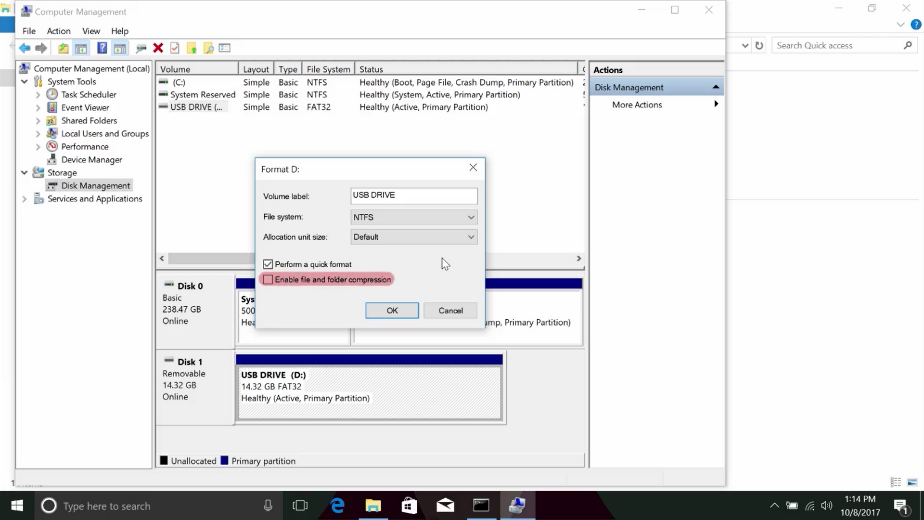 Computer Management
File Action View Help
Search Quick access
Computer Management (Local)
System Tools
Task Scheduler
Event Viewer
Shared Folders
Local Users and Groups
Performance
Device Manager
Storage
Disk Management
Services and Applications
Volume Layout Type File System Status
(C:) Simple Basic NTFS Healthy (Boot, Page File, Crash Dump, Primary Partition)
System Reserved Simple Basic NTFS Healthy (System, Active, Primary Partition)
USB DRIVE (... Simple Basic FAT32 Healthy (Active, Primary Partition)
Actions
Disk Management
More Actions
Format D:
Volume label: USB DRIVE
File system: NTFS
Allocation unit size: Default
Perform a quick format
Enable file and folder compression
OK Cancel
Disk 0
Basic
238.47 GB
Online
Sys
500
Hea
ump, Primary Partition)
Disk 1
Removable
14.32 GB
Online
USB DRIVE (D:)
14.32 GB FAT32
Healthy (Active, Primary Partition)
Unallocated Primary partition
Type here to search
1:14 PM
10/8/2017
1